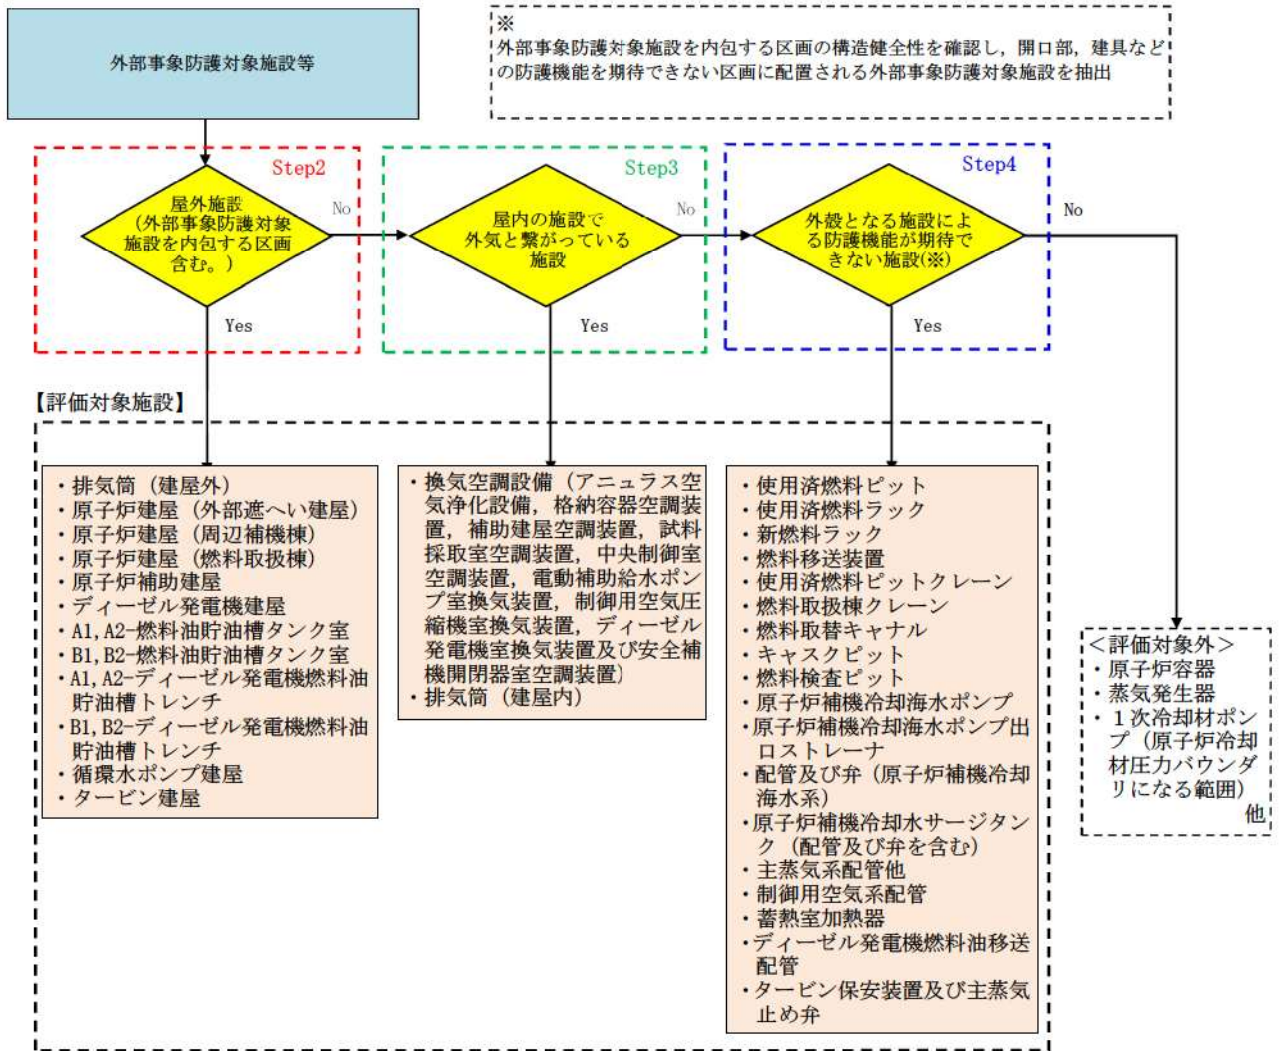 外部事象防護対象施設等
※
外部事象防護対象施設を内包する区画の構造健全性を確認し，開口部，建具など
の防護機能を期待できない区画に配置される外部事象防護対象施設を抽出
Step2
屋外施設
(外部事象防護対象
施設を内包する区画
含む。)
No
Yes
Step3
屋内の施設で
外気と繋がっている
施設
No
Yes
Step4
外殻となる施設によ
る防護機能が期待で
きない施設(※)
No
Yes
【評価対象施設】
・排気筒（建屋外）
・原子炉建屋（外部遮へい建屋）
・原子炉建屋（周辺補機棟）
・原子炉建屋（燃料取扱棟）
・原子炉補助建屋
・ディーゼル発電機建屋
・A1,A2-燃料油貯油槽タンク室
・B1,B2-燃料油貯油槽タンク室
・A1,A2-ディーゼル発電機燃料油
貯油槽トレンチ
・B1,B2-ディーゼル発電機燃料油
貯油槽トレンチ
・循環水ポンプ建屋
・タービン建屋
・換気空調設備（アニュラス空
気浄化設備，格納容器空調装
置，補助建屋空調装置，試料
採取室空調装置，中央制御室
空調装置，電動補助給水ポン
プ室換気装置，制御用空気圧
縮機室換気装置，ディーゼル
発電機室換気装置及び安全補
機開閉器室空調装置）
・排気筒（建屋内）
・使用済燃料ピット
・使用済燃料ラック
・新燃料ラック
・燃料移送装置
・使用済燃料ピットクレーン
・燃料取扱棟クレーン
・燃料取替キャナル
・キャスクピット
・燃料検査ピット
・原子炉補機冷却海水ポンプ
・原子炉補機冷却海水ポンプ出
口ストレーナ
・配管及び弁（原子炉補機冷却
海水系）
・原子炉補機冷却水サージタン
ク（配管及び弁を含む）
・主蒸気系配管他
・制御用空気系配管
・蓄熱室加熱器
・ディーゼル発電機燃料油移送
配管
・タービン保安装置及び主蒸気
止め弁
＜評価対象外＞
・原子炉容器
・蒸気発生器
・１次冷却材ポン
プ（原子炉冷却
材圧力バウンダ
リになる範囲）
他